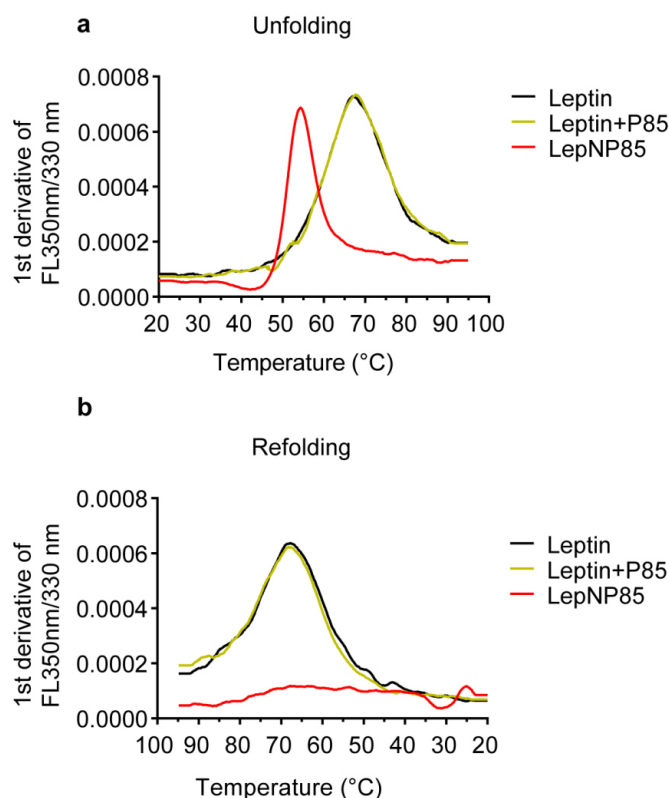 a
Unfolding
1st derivative of
FL350nm/330 nm
0.0008
0.0006
0.0004
0.0002
0.0000
20 30 40 50 60 70 80 90 100
Temperature (°C)
Leptin
Leptin+P85
LepNP85
b
Refolding
1st derivative of
FL350nm/330 nm
0.0008
0.0006
0.0004
0.0002
0.0000
100 90 80 70 60 50 40 30 20
Temperature (°C)
Leptin
Leptin+P85
LepNP85